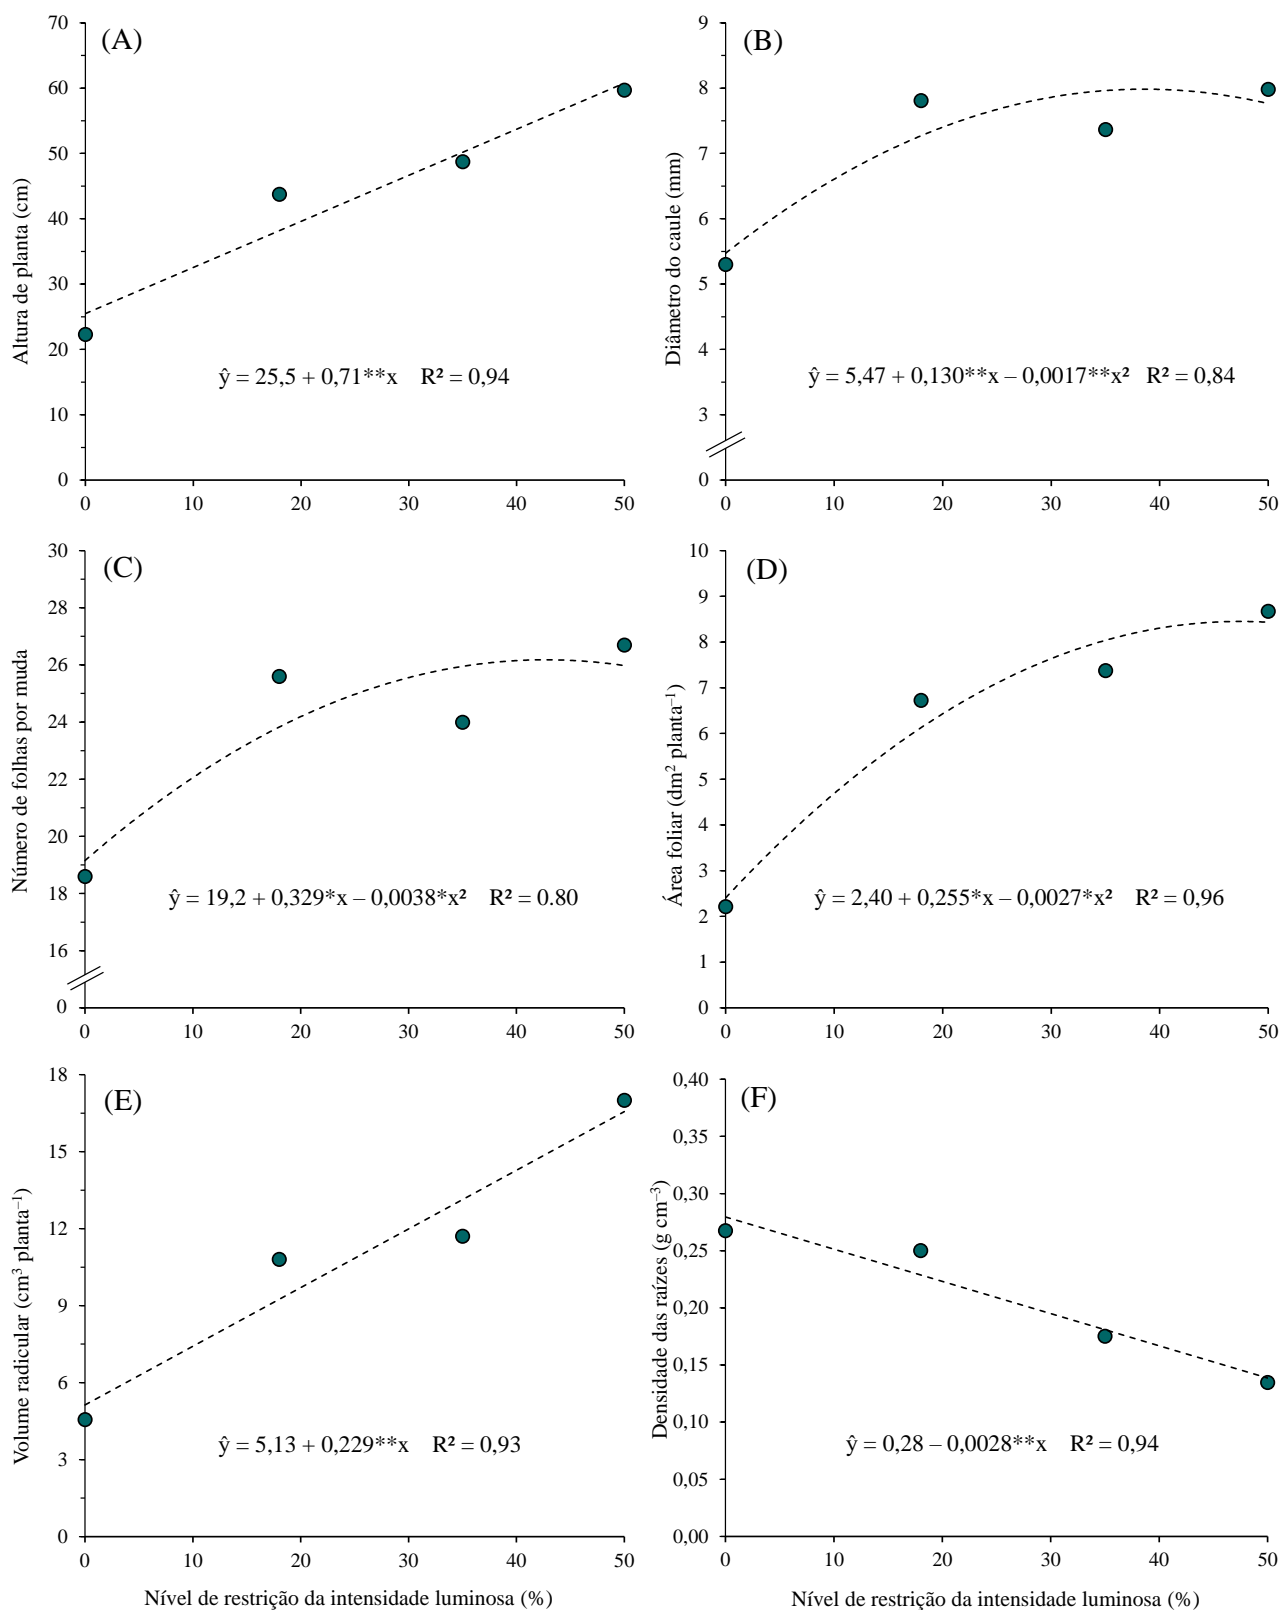 (A)
Altura de planta (cm)
70
60
50
40
30
20
10
0
ŷ = 25,5 + 0,71**x R² = 0,94
0 10 20 30 40 50
(B)
Diâmetro do caule (mm)
9
8
7
6
5
4
3
0
ŷ = 5,47 + 0,130**x – 0,0017**x² R² = 0,84
0 10 20 30 40 50
(C)
Número de folhas por muda
30
28
26
24
22
20
18
16
0
ŷ = 19,2 + 0,329*x – 0,0038*x² R² = 0.80
0 10 20 30 40 50
(D)
Área foliar (dm² planta⁻¹)
10
9
8
7
6
5
4
3
2
1
0
ŷ = 2,40 + 0,255*x – 0,0027*x² R² = 0,96
0 10 20 30 40 50
(E)
Volume radicular (cm³ planta⁻¹)
18
15
12
9
6
3
0
ŷ = 5,13 + 0,229**x R² = 0,93
0 10 20 30 40 50
Nível de restrição da intensidade luminosa (%)
(F)
Densidade das raízes (g cm⁻³)
0,40
0,35
0,30
0,25
0,20
0,15
0,10
0,05
0,00
ŷ = 0,28 – 0,0028**x R² = 0,94
0 10 20 30 40 50
Nível de restrição da intensidade luminosa (%)